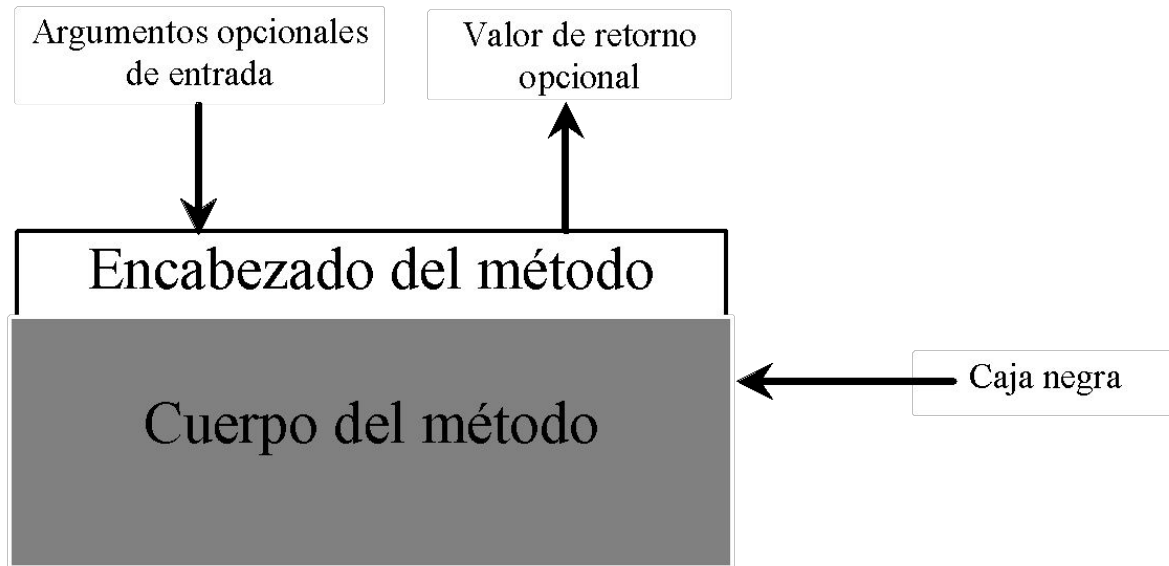 Argumentos opcionales
de entrada
Valor de retorno
opcional
Encabezado del método
Cuerpo del método
Caja negra